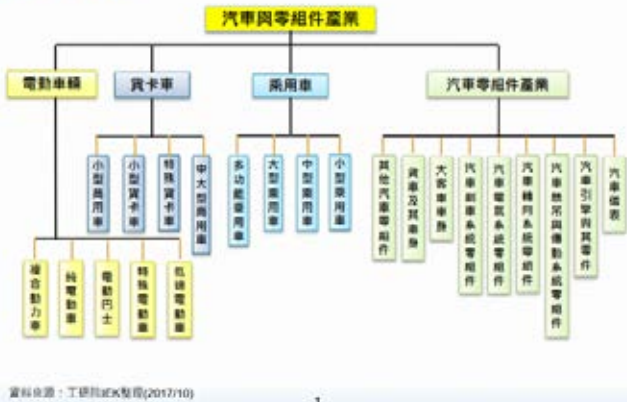 汽車與零組件產業
電動車輛
貨卡車
乘用車
汽車零組件產業
小型商用車
小型貨卡車
特殊貨卡車
中大型商用車
多功能乘用車
大型乘用車
中型乘用車
小型乘用車
其他汽車零組件
貨車及其車身
大客車車身
汽車剎車系統零組件
汽車電氣系統零組件
汽車轉向系統零組件
汽車懸吊與傳動系統零組件
汽車引擎與其零件
汽車儀表
複合動力車
純電動車
電動巴士
特殊電動車
低速電動車
資料來源：工研院IEK整理(2017/10)
1